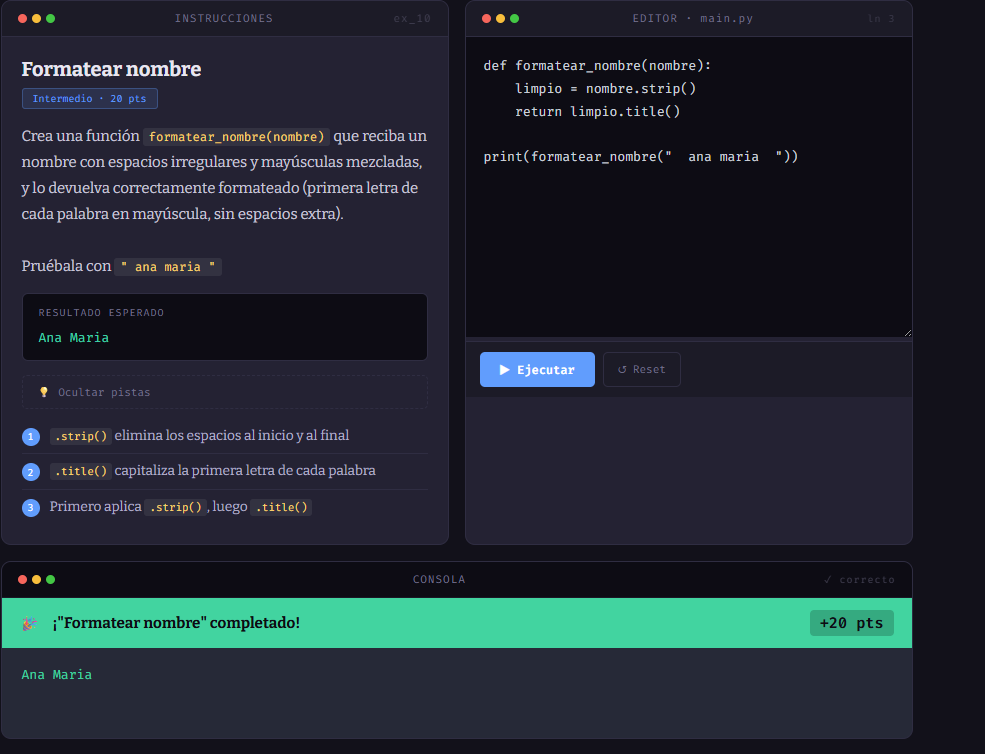 INSTRUCCIONES
ex_10
Formatear nombre
Intermedio · 20 pts
Crea una función formatear_nombre(nombre) que reciba un
nombre con espacios irregulares y mayúsculas mezcladas,
y lo devuelva correctamente formateado (primera letra de
cada palabra en mayúscula, sin espacios extra).
Pruébala con " ana maria "
RESULTADO ESPERADO
Ana Maria
💡 Ocultar pistas
1 .strip() elimina los espacios al inicio y al final
2 .title() capitaliza la primera letra de cada palabra
3 Primero aplica .strip(), luego .title()
EDITOR · main.py
ln 3
def formatear_nombre(nombre):
    limpio = nombre.strip()
    return limpio.title()
print(formatear_nombre("  ana maria  "))
▶ Ejecutar
↺ Reset
CONSOLA
✓ correcto
🎉 ¡"Formatear nombre" completado!
+20 pts
Ana Maria